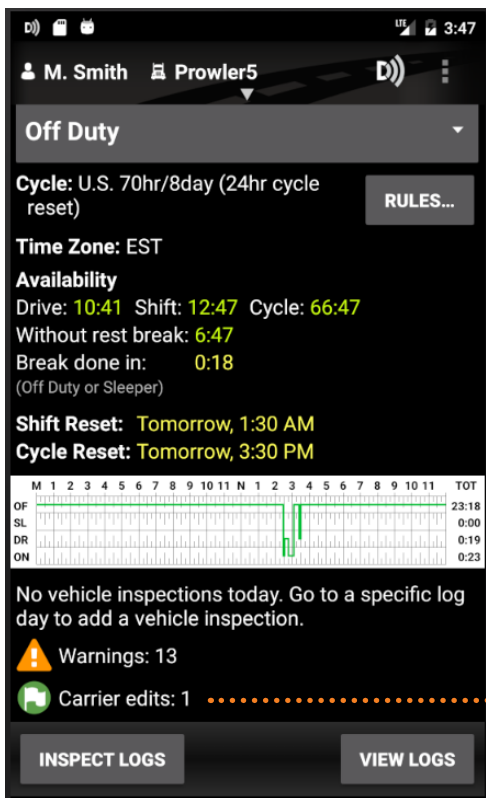 D)) LTE 3:47
M. Smith Prowler5 D))
Off Duty
Cycle: U.S. 70hr/8day (24hr cycle
reset)
RULES...
Time Zone: EST
Availability
Drive: 10:41 Shift: 12:47 Cycle: 66:47
Without rest break: 6:47
Break done in: 0:18
(Off Duty or Sleeper)
Shift Reset: Tomorrow, 1:30 AM
Cycle Reset: Tomorrow, 3:30 PM
M 1 2 3 4 5 6 7 8 9 10 11 N 1 2 3 4 5 6 7 8 9 10 11 TOT
OF 23:18
SL 0:00
DR 0:19
ON 0:23
No vehicle inspections today. Go to a specific log
day to add a vehicle inspection.
Warnings: 13
Carrier edits: 1
INSPECT LOGS VIEW LOGS